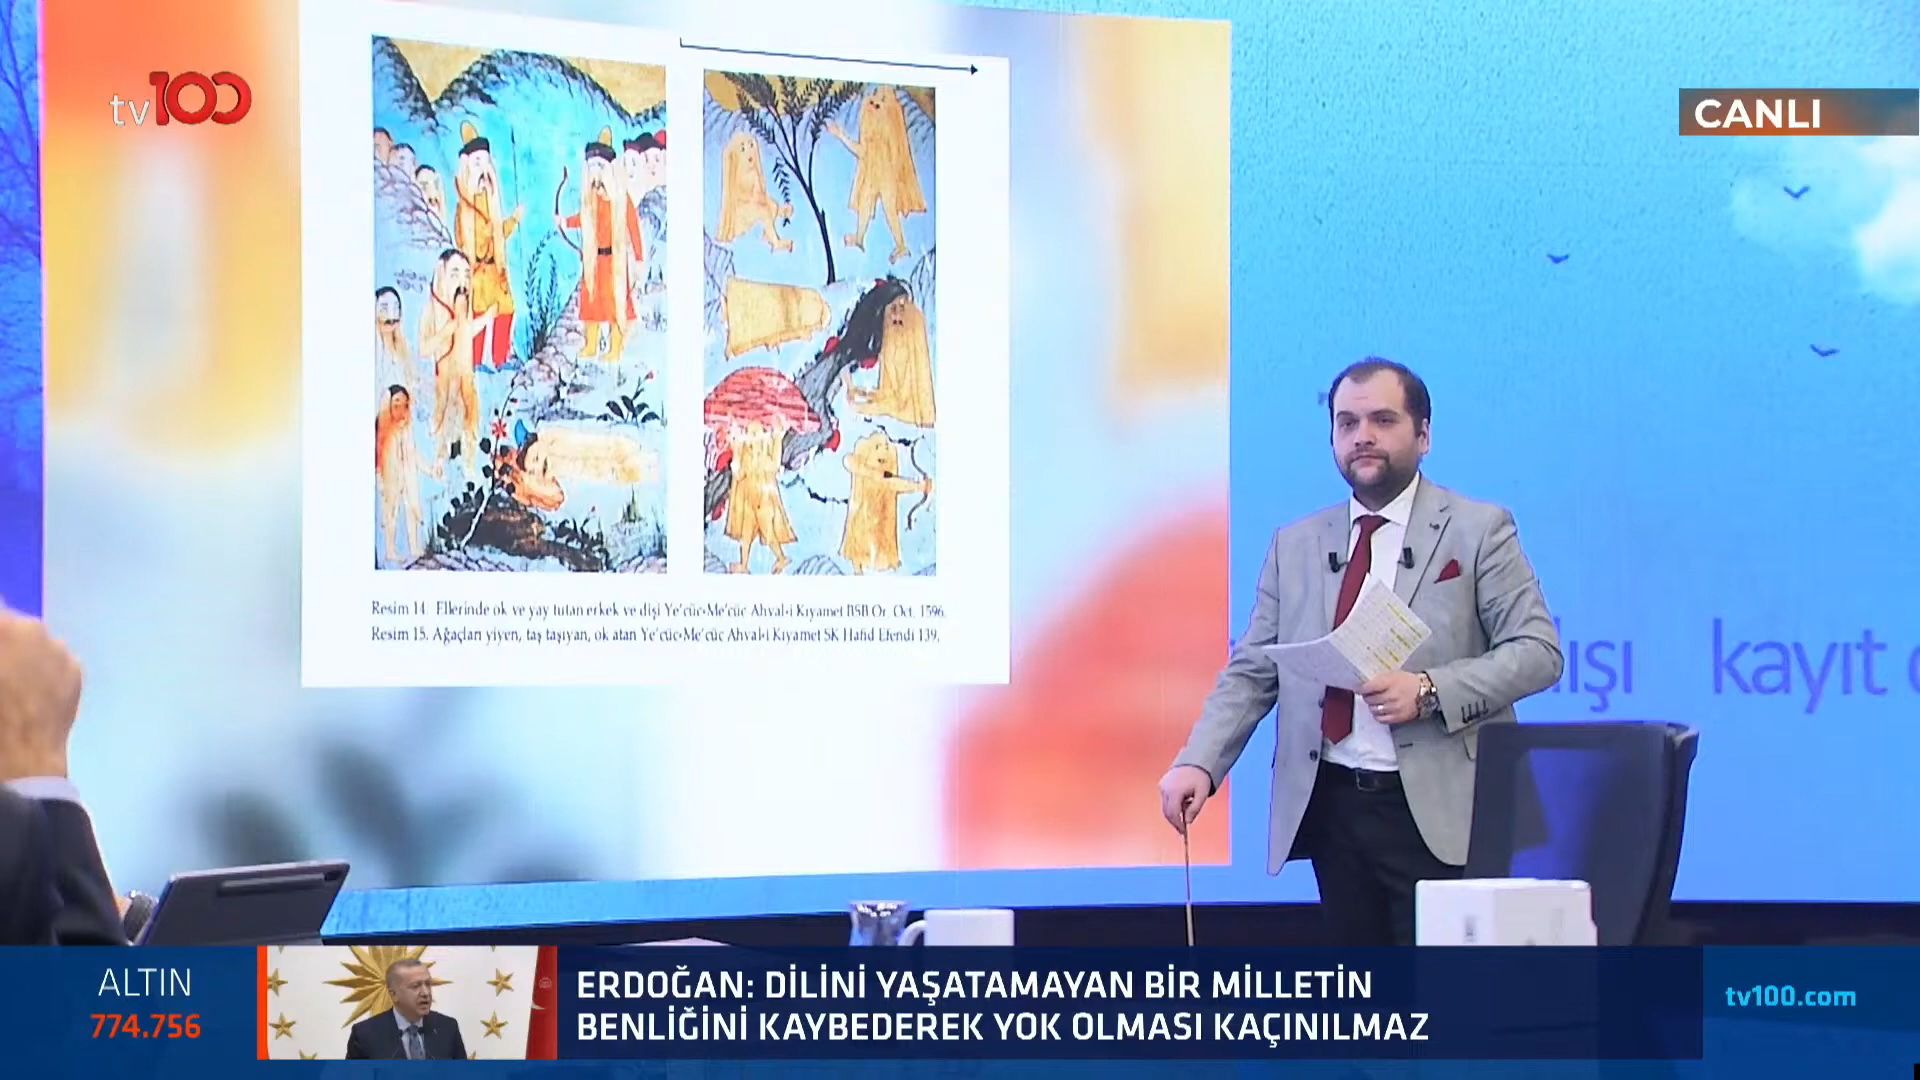 tv100
CANLI
Resim 14. Ellerinde ok ve yay tutan erkek ve dişi Ye'cüc-Me'cüc Ahval-i Kıyamet BSB Or. Oct. 1596.
Resim 15. Ağaçları yiyen, taş taşıyan, ok atan Ye'cüc-Me'cüc Ahval-i Kıyamet SK Hafid Efendi 139.
kayıt
ALTIN
774.756
ERDOĞAN: DİLİNİ YAŞATAMAYAN BİR MİLLETİN
BENLİĞİNİ KAYBEDEREK YOK OLMASI KAÇINILMAZ
tv100.com